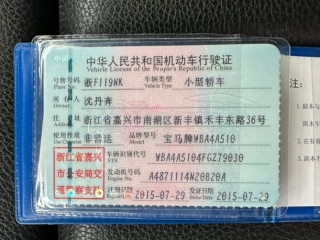 中华人民共和国机动车行驶证
Vehicle License of the People's Republic of China
号牌号码 浙F119WK 车辆类型 小型轿车
Plate No. Vehicle Type
所有人 沈丹奔
Owner
住址 浙江省嘉兴市南湖区新丰镇禾丰东路36号
Address
使用性质 非营运 品牌型号 宝马牌WBA4A510
Use Character Model
浙江省嘉兴 车辆识别代号 WBA4A5104FGZ79030
VIN
市公安局交 发动机号码 A4871114N20B20A
Engine No.
通警察支队 注册日期 2015-07-29 发证日期 2015-07-29
Register Date Issue Date